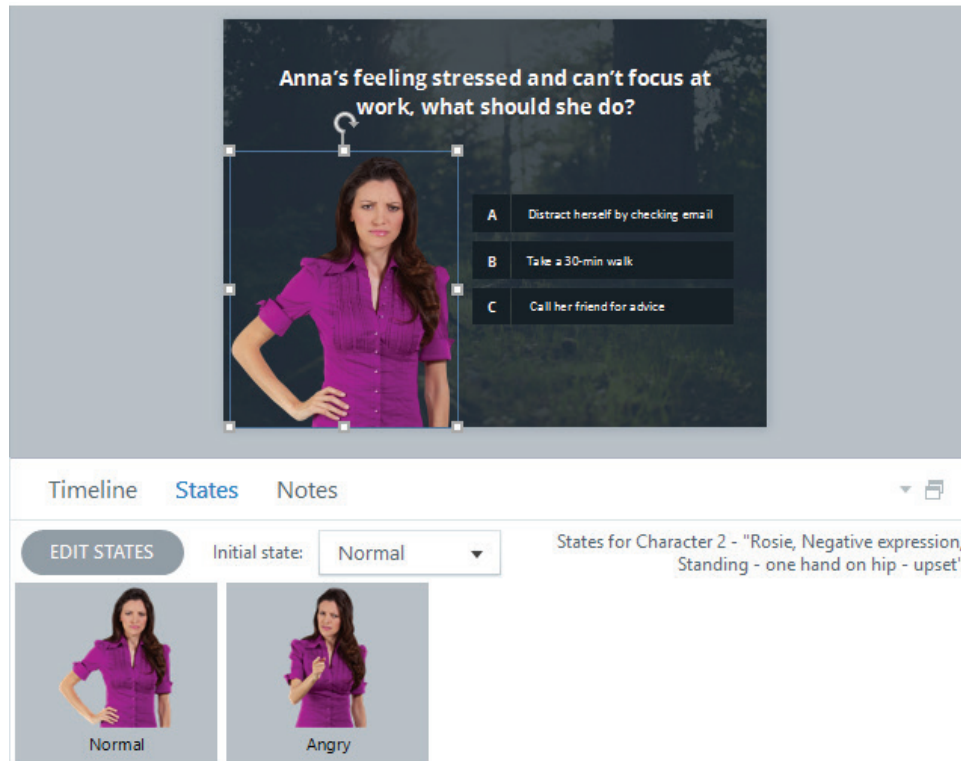 Anna's feeling stressed and can't focus at
work, what should she do?
A Distract herself by checking email
B Take a 30-min walk
C Call her friend for advice
Timeline States Notes
EDIT STATES Initial state: Normal States for Character 2 - "Rosie, Negative expression,
Standing - one hand on hip - upset"
Normal Angry